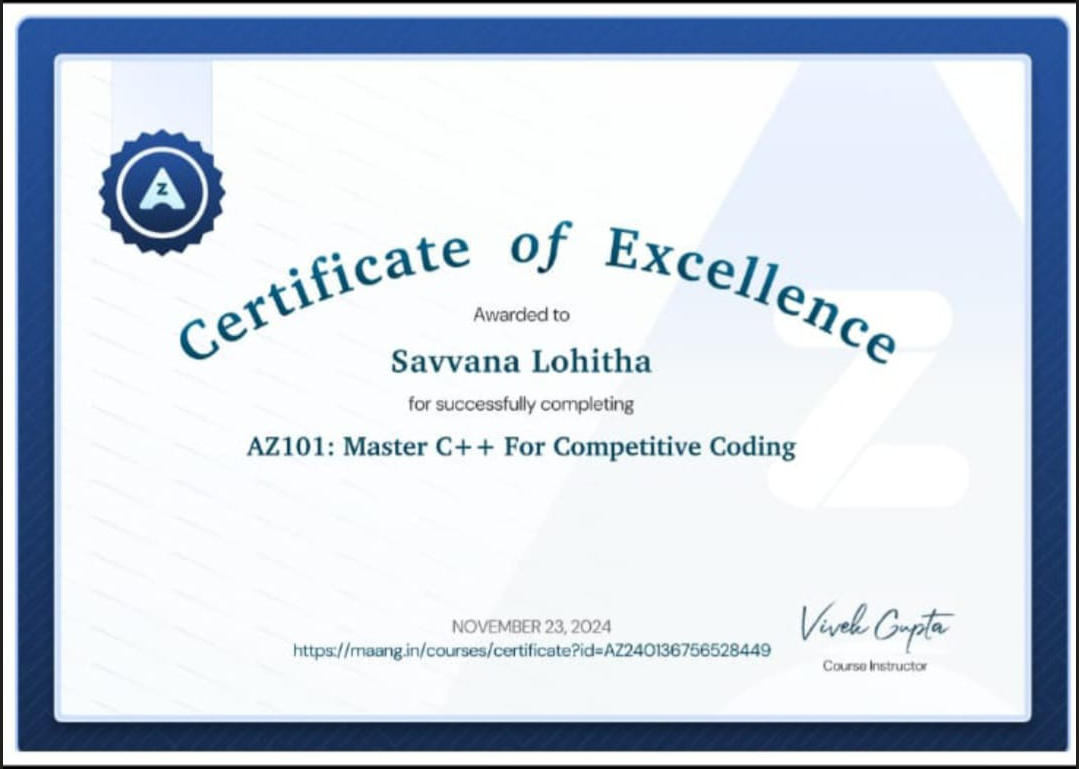 Z
Certificate of Excellence
Awarded to
Savvana Lohitha
for successfully completing
AZ101: Master C++ For Competitive Coding
NOVEMBER 23, 2024
https://maang.in/courses/certificate?id=AZ240136756528449
Vivek Gupta
Course Instructor